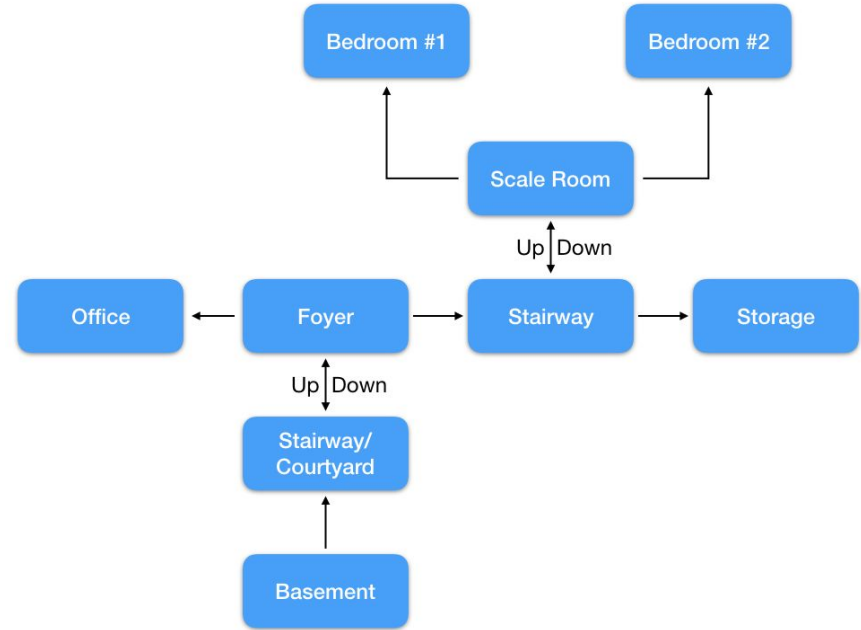 Bedroom #1
Bedroom #2
Scale Room
Up Down
Office
Foyer
Stairway
Storage
Up Down
Stairway/
Courtyard
Basement